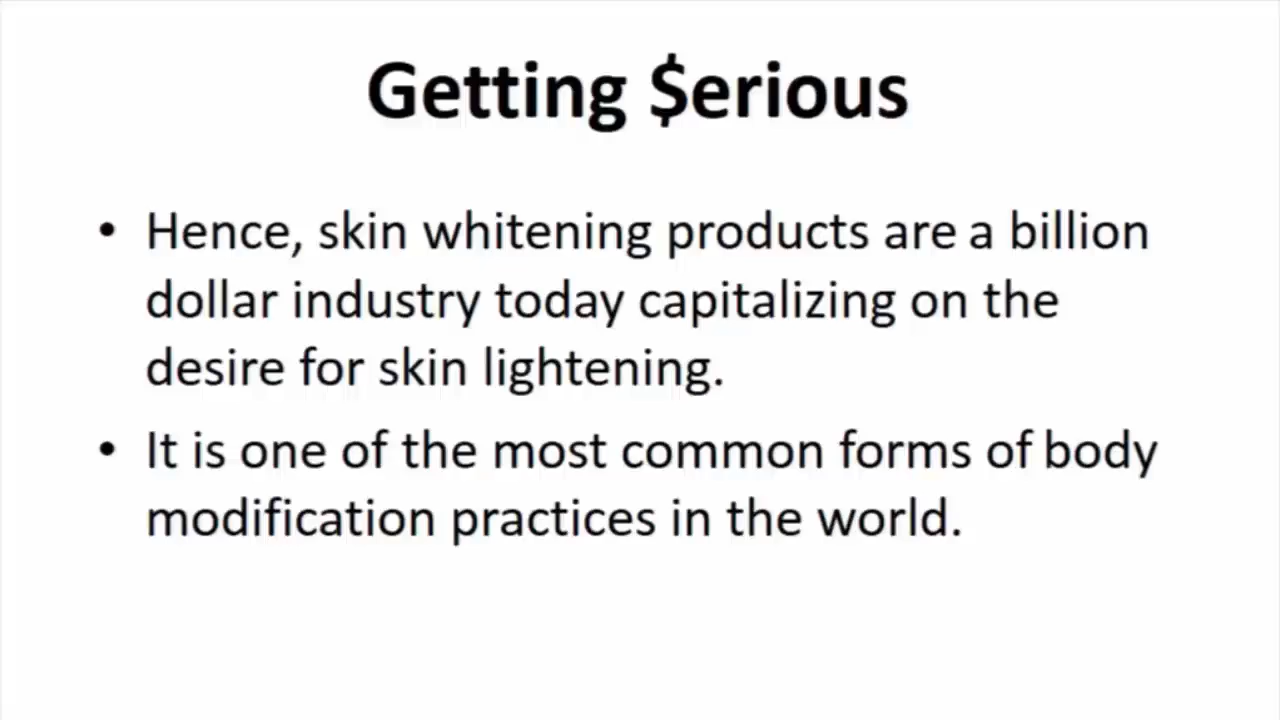 Getting $erious
• Hence, skin whitening products are a billion
dollar industry today capitalizing on the
desire for skin lightening.
• It is one of the most common forms of body
modification practices in the world.